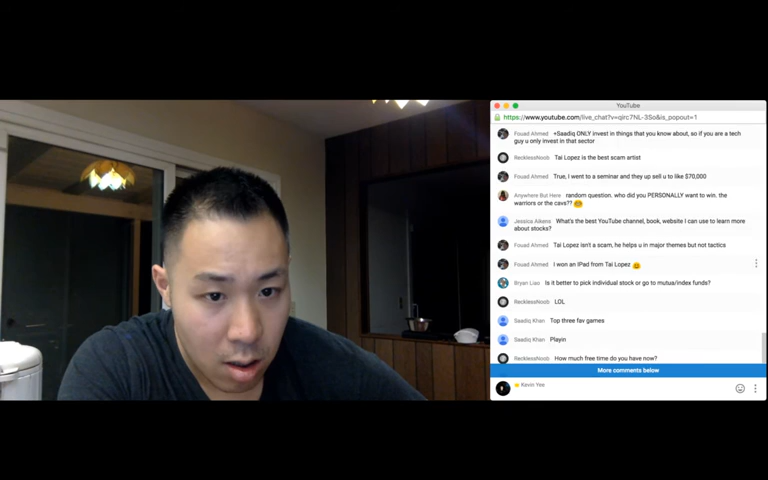 YouTube
https://www.youtube.com/live_chat?v=qirc7NL-3So&is_popout=1
Fouad Ahmed +Saadiq ONLY invest in things that you know about, so if you are a tech
guy u only invest in that sector
RecklessNoob Tai Lopez is the best scam artist
Fouad Ahmed True, I went to a seminar and they up sell u to like $70,000
Anywhere But Here random question. who did you PERSONALLY want to win. the
warriors or the cavs??
Jessica Aikens What's the best YouTube channel, book, website I can use to learn more
about stocks?
Fouad Ahmed Tai Lopez isn't a scam, he helps u in major themes but not tactics
Fouad Ahmed I won an IPad from Tai Lopez
Bryan Liao Is it better to pick individual stock or go to mutua/index funds?
RecklessNoob LOL
Saadiq Khan Top three fav games
Saadiq Khan Playin
RecklessNoob How much free time do you have now?
More comments below
Kevin Yee